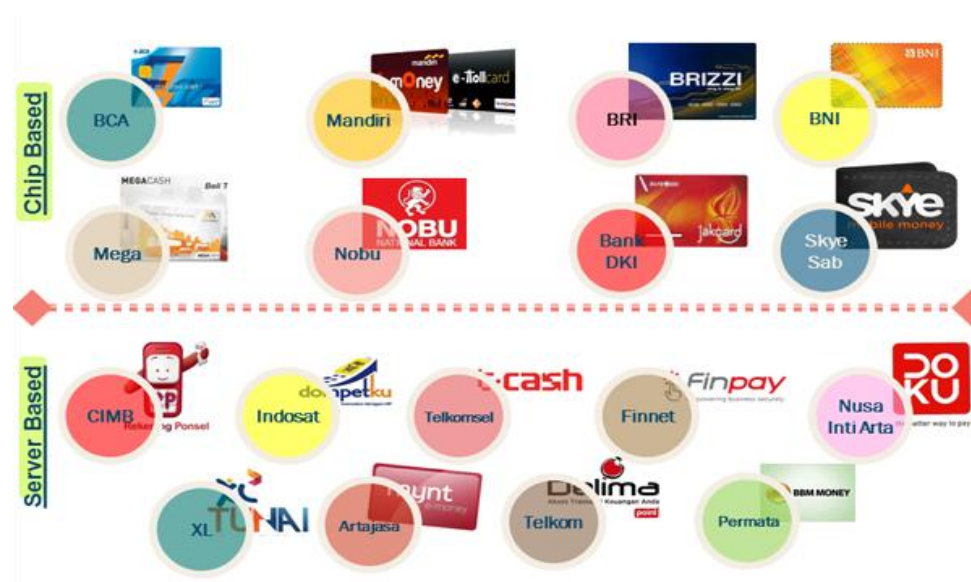 Chip Based
BCA
mandiri
e-money
e-Tollcard
Mandiri
BRIZZI
BRI
BNI
BNI
MEGACASH
Mega
NOBU
NATIONAL BANK
Nobu
jakcard
Bank
DKI
SKYE
mobile money
Skye
Sab
Server Based
Rekening Ponsel
CIMB
dompetku
Indosat
t-cash
Telkomsel
Finpay
Finnet
DOKU
Nusa
Inti Arta
XL
TUNAI
XL
mynt
e-money
Artajasa
Delima
point
Telkom
BBM MONEY
Permata